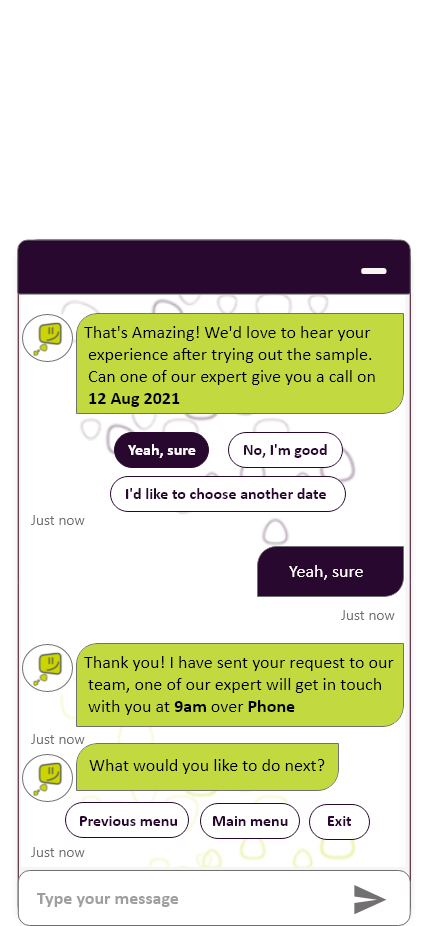 That's Amazing! We'd love to hear your
experience after trying out the sample.
Can one of our expert give you a call on
12 Aug 2021
Yeah, sure
No, I'm good
I'd like to choose another date
Just now
Yeah, sure
Just now
Thank you! I have sent your request to our
team, one of our expert will get in touch
with you at 9am over Phone
Just now
What would you like to do next?
Previous menu
Main menu
Exit
Just now
Type your message